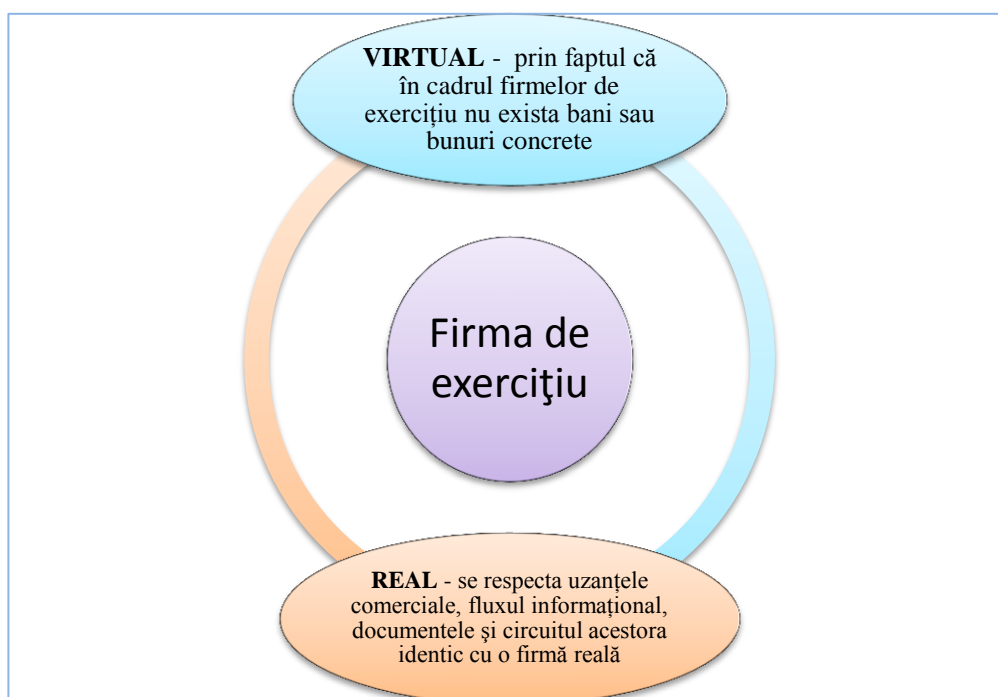 VIRTUAL - prin faptul că
în cadrul firmelor de
exercițiu nu exista bani sau
bunuri concrete
Firma de
exerciţiu
REAL - se respecta uzanțele
comerciale, fluxul informațional,
documentele şi circuitul acestora
identic cu o firmă reală